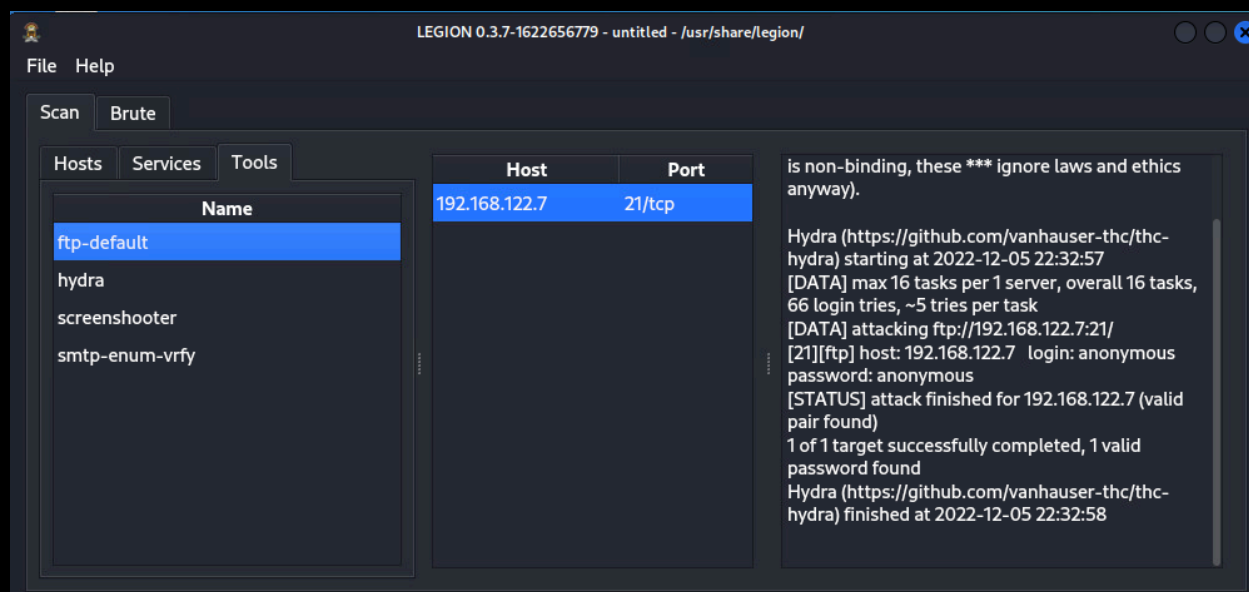 LEGION 0.3.7-1622656779 - untitled - /usr/share/legion/
File Help
Scan Brute
Hosts Services Tools
Name
ftp-default
hydra
screenshooter
smtp-enum-vrfy
Host Port
192.168.122.7 21/tcp
is non-binding, these *** ignore laws and ethics
anyway).
Hydra (https://github.com/vanhauser-thc/thc-
hydra) starting at 2022-12-05 22:32:57
[DATA] max 16 tasks per 1 server, overall 16 tasks,
66 login tries, ~5 tries per task
[DATA] attacking ftp://192.168.122.7:21/
[21][ftp] host: 192.168.122.7 login: anonymous
password: anonymous
[STATUS] attack finished for 192.168.122.7 (valid
pair found)
1 of 1 target successfully completed, 1 valid
password found
Hydra (https://github.com/vanhauser-thc/thc-
hydra) finished at 2022-12-05 22:32:58